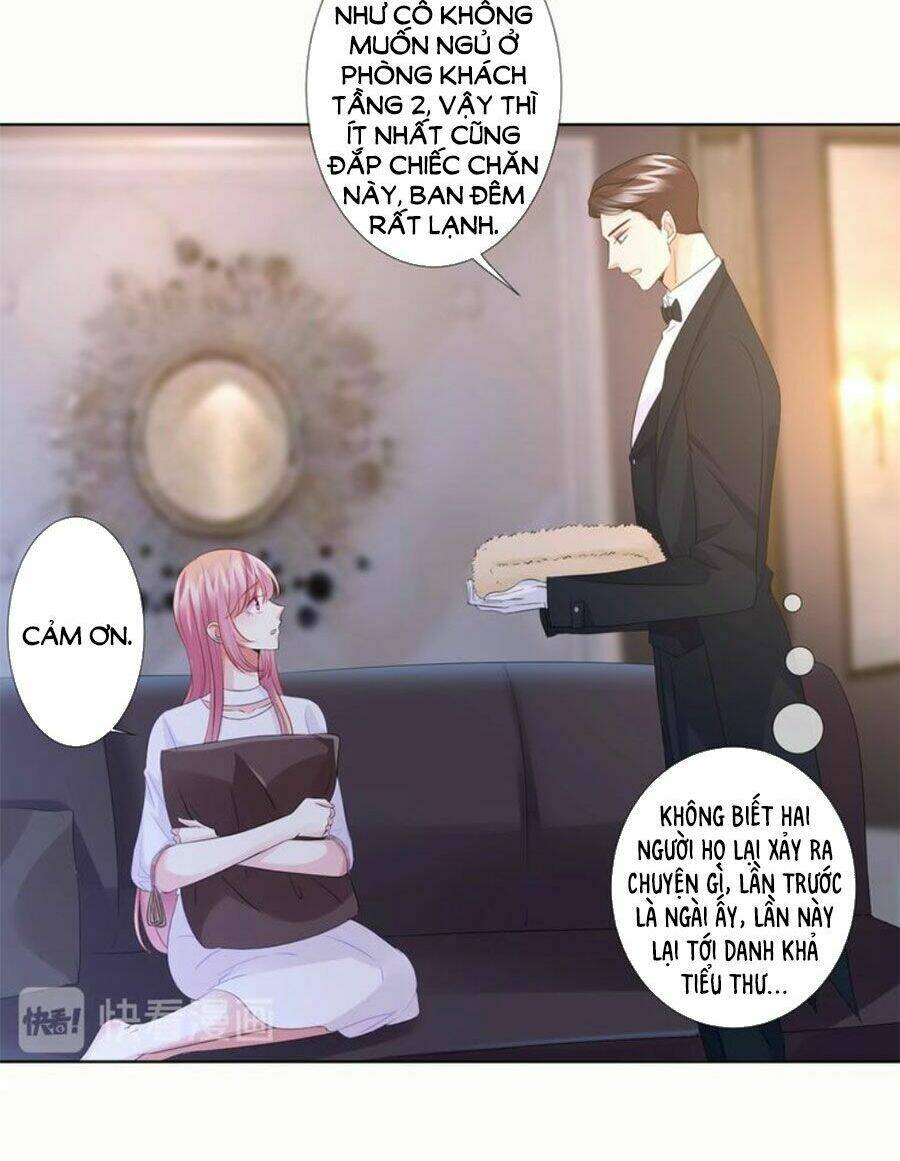 NHƯ CÔ KHÔNG
MUỐN NGỦ Ở
PHÒNG KHÁCH
TẦNG 2, VẬY THÌ
ÍT NHẤT CŨNG
ĐẮP CHIẾC CHĂN
NÀY, BAN ĐÊM
RẤT LẠNH.
CẢM ƠN.
KHÔNG BIẾT HAI
NGƯỜI HỌ LẠI XẢY RA
CHUYỆN GÌ, LẦN TRƯỚC
LÀ NGÀI ẤY, LẦN NÀY
LẠI TỚI DANH KHẢ
TIỂU THƯ...
快看! 快看漫画